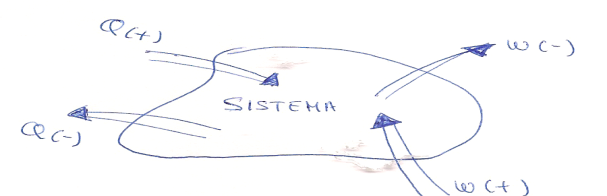 Q(+)
W(-)
SISTEMA
Q(-)
W(+)